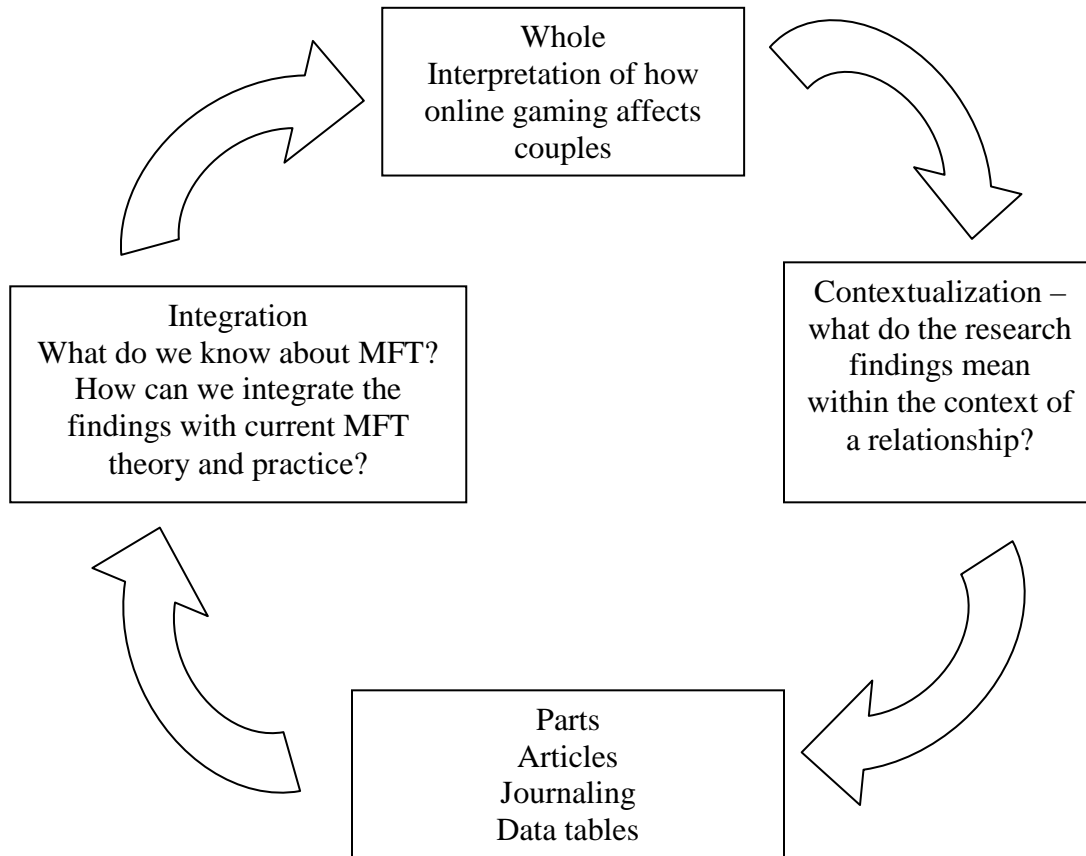 Whole
Interpretation of how
online gaming affects
couples
Contextualization –
what do the research
findings mean
within the context of
a relationship?
Parts
Articles
Journaling
Data tables
Integration
What do we know about MFT?
How can we integrate the
findings with current MFT
theory and practice?